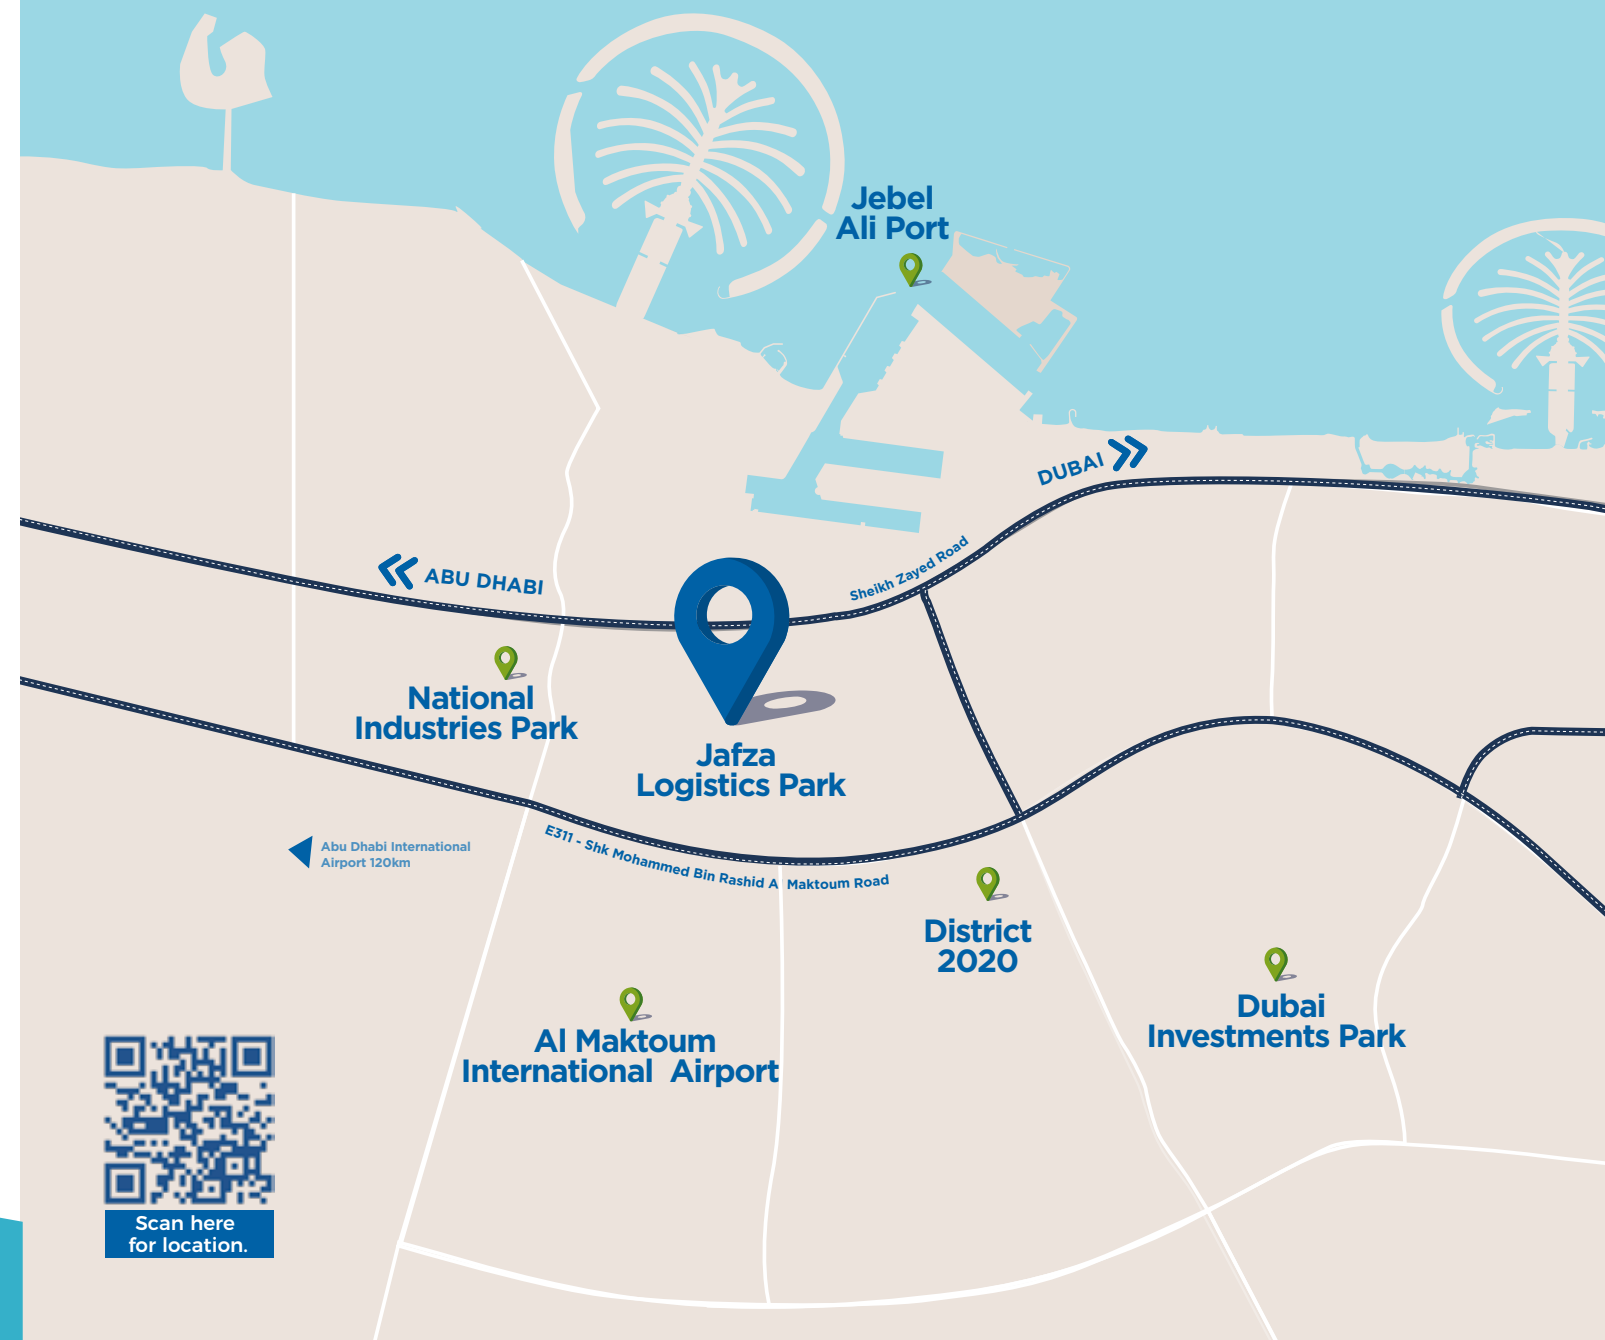 Jebel
Ali Port
DUBAI
Sheikh Zayed Road
ABU DHABI
National
Industries Park
Jafza
Logistics Park
E311 - Shk Mohammed Bin Rashid A Maktoum Road
Abu Dhabi International
Airport 120km
District
2020
Dubai
Investments Park
Al Maktoum
International Airport
Scan here
for location.